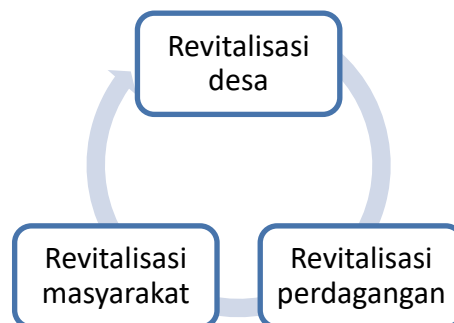 Revitalisasi
desa
Revitalisasi
masyarakat
Revitalisasi
perdagangan